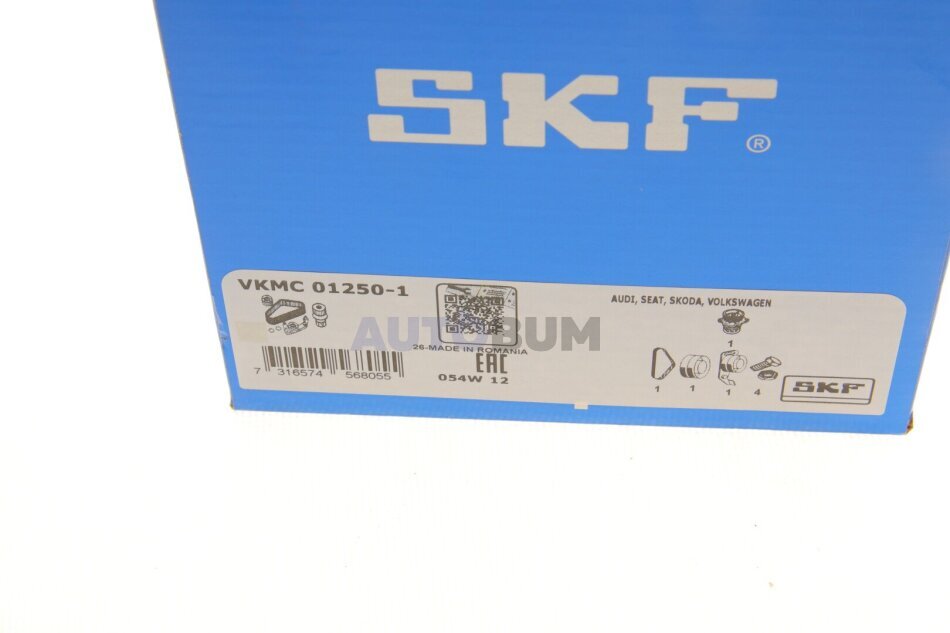 SKF
®
VKMC 01250-1
AUDI, SEAT, SKODA, VOLKSWAGEN
1
AUTOBUM
26-MADE IN ROMANIA
EAC
7 316574 568055
054W 12
1 1 1 4
SKF